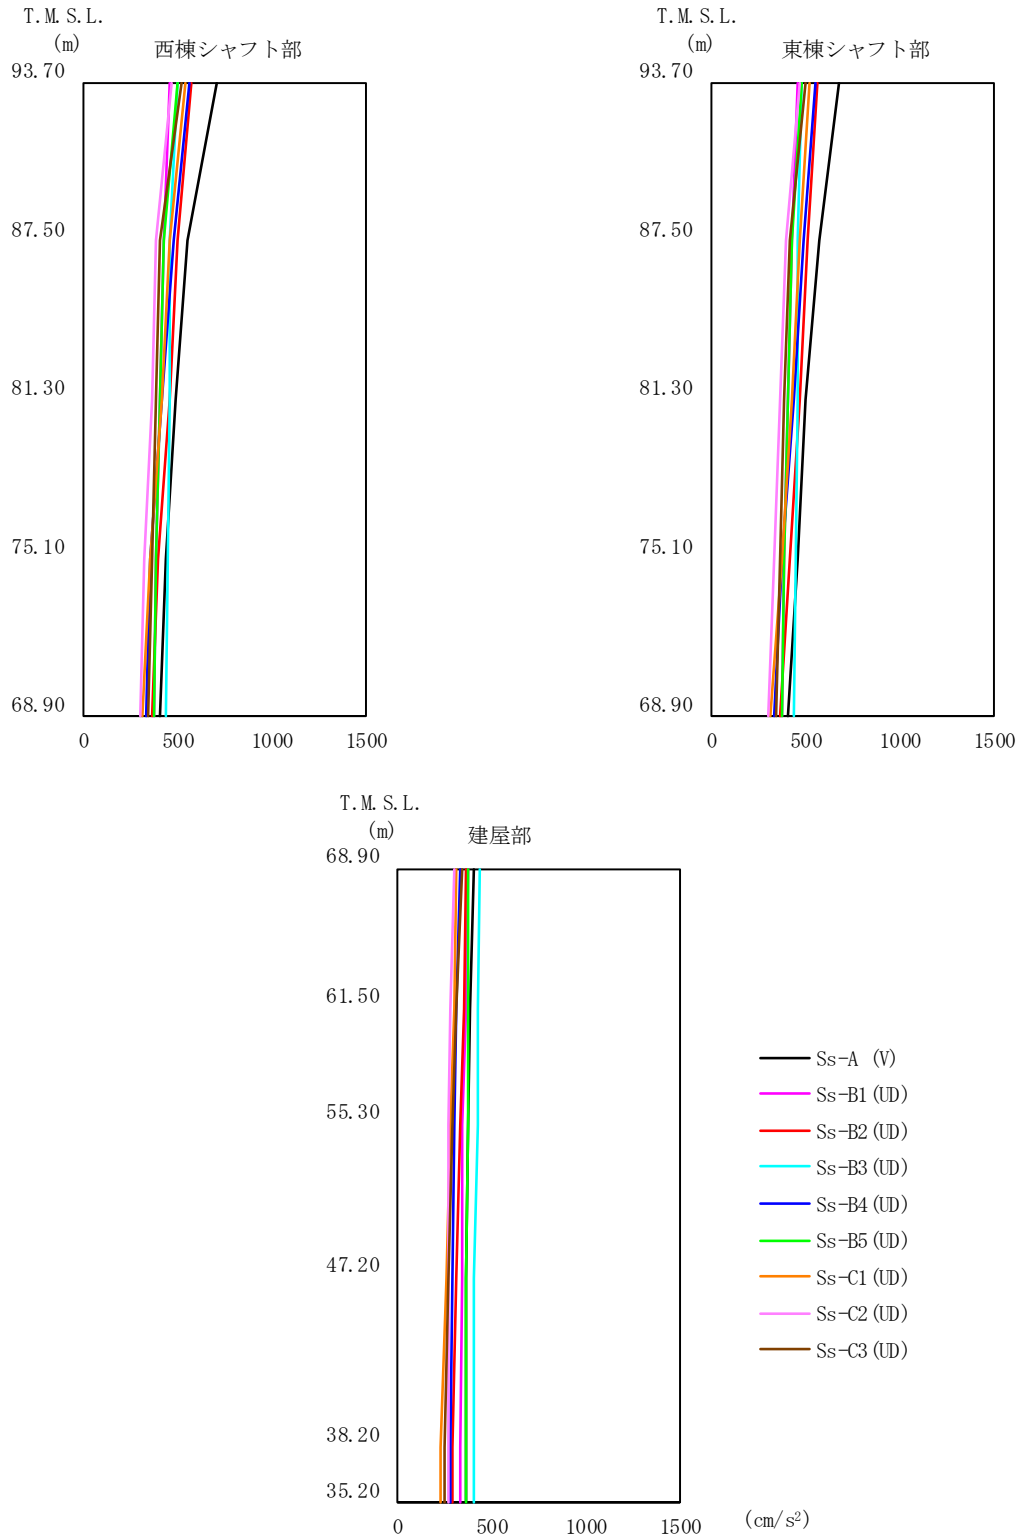 T.M.S.L.
(m)
西棟シャフト部
93.70
87.50
81.30
75.10
68.90
0 500 1000 1500
T.M.S.L.
(m)
東棟シャフト部
93.70
87.50
81.30
75.10
68.90
0 500 1000 1500
T.M.S.L.
(m)
建屋部
68.90
61.50
55.30
47.20
38.20
35.20
0 500 1000 1500
(cm/s²)
Ss-A (V)
Ss-B1(UD)
Ss-B2(UD)
Ss-B3(UD)
Ss-B4(UD)
Ss-B5(UD)
Ss-C1(UD)
Ss-C2(UD)
Ss-C3(UD)